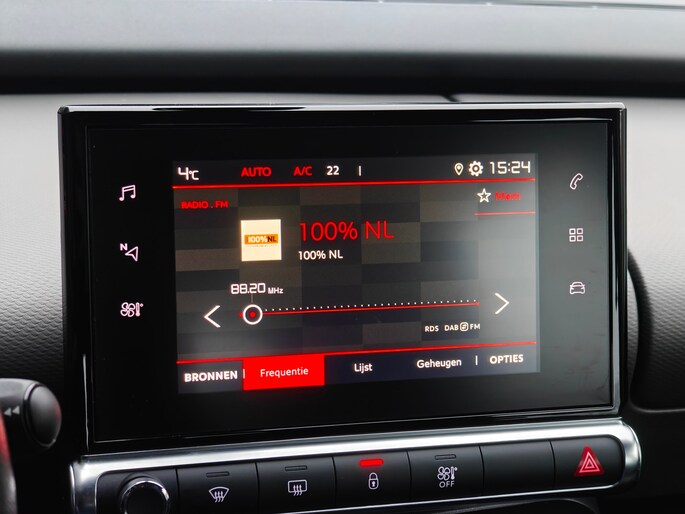 4°C AUTO A/C 22 15:24
RADIO . FM
Mem
100% NL
100% NL
100% NL
88.20 MHz
RDS DAB FM
BRONNEN Frequentie Lijst Geheugen OPTIES
N
OFF